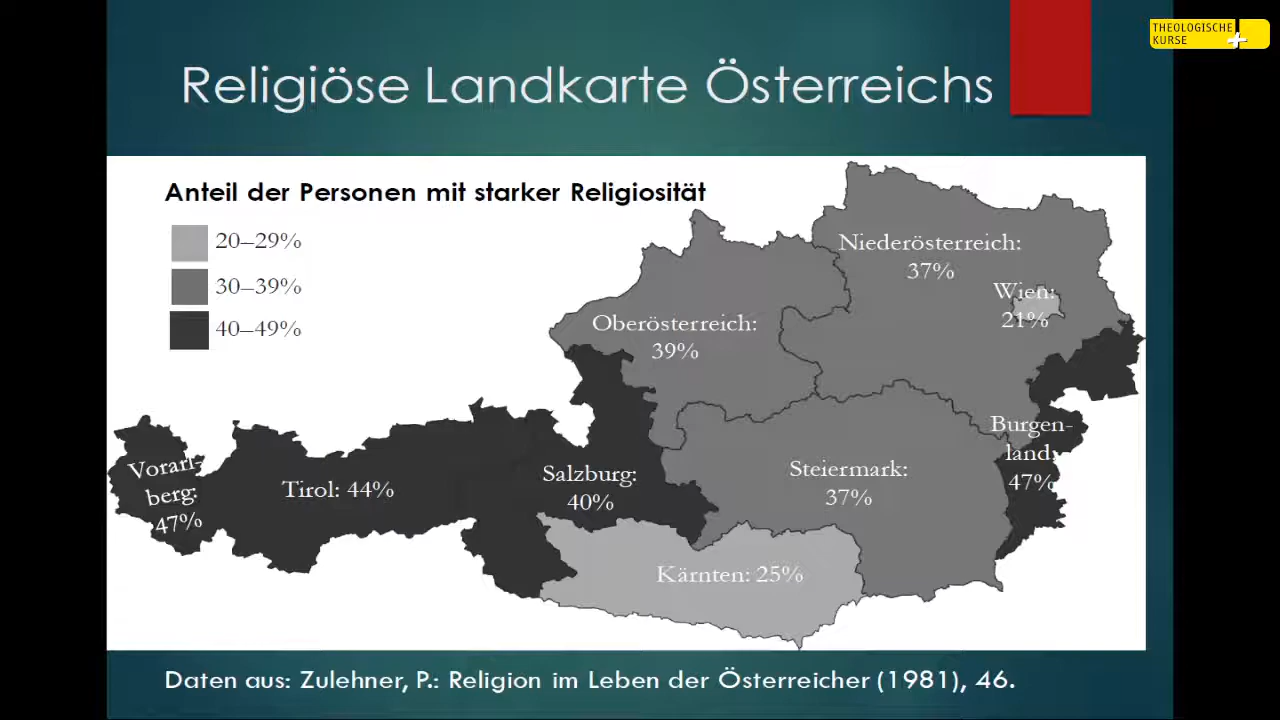 THEOLOGISCHE
KURSE
Religiöse Landkarte Österreichs
Anteil der Personen mit starker Religiosität
20–29%
30–39%
40–49%
Niederösterreich:
37%
Wien:
21%
Oberösterreich:
39%
Burgen-
land:
47%
Vorarl-
berg:
47%
Tirol: 44%
Salzburg:
40%
Steiermark:
37%
Kärnten: 25%
Daten aus: Zulehner, P.: Religion im Leben der Österreicher (1981), 46.